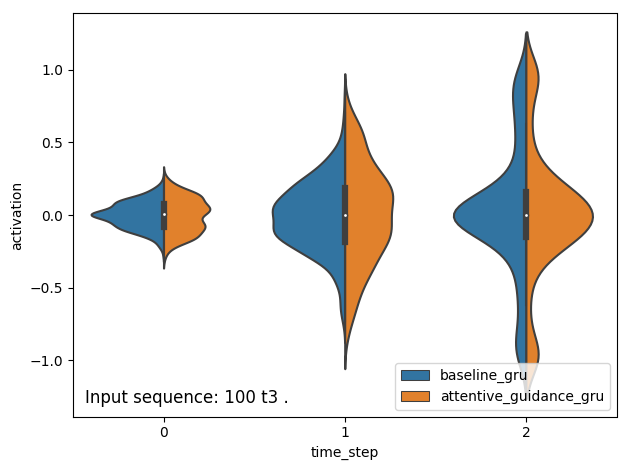 1.0
0.5
0.0
−0.5
−1.0
activation
Input sequence: 100 t3 .
baseline_gru
attentive_guidance_gru
0 1 2
time_step